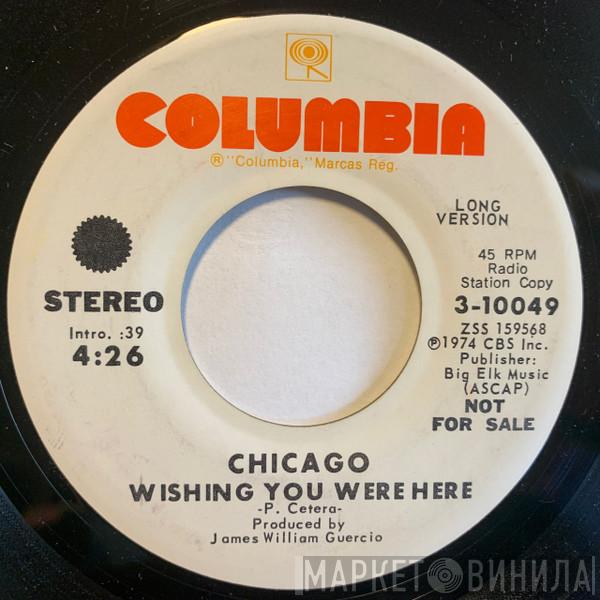 COLUMBIA
® "Columbia," Marcas Reg.
LONG
VERSION
45 RPM
Radio
Station Copy
3-10049
ZSS 159568
℗1974 CBS Inc.
Publisher:
Big Elk Music
(ASCAP)
NOT
FOR SALE
STEREO
Intro. :39
4:26
CHICAGO
WISHING YOU WERE HERE
-P. Cetera-
Produced by
James William Guercio
МАРКЕТ ВИНИЛА